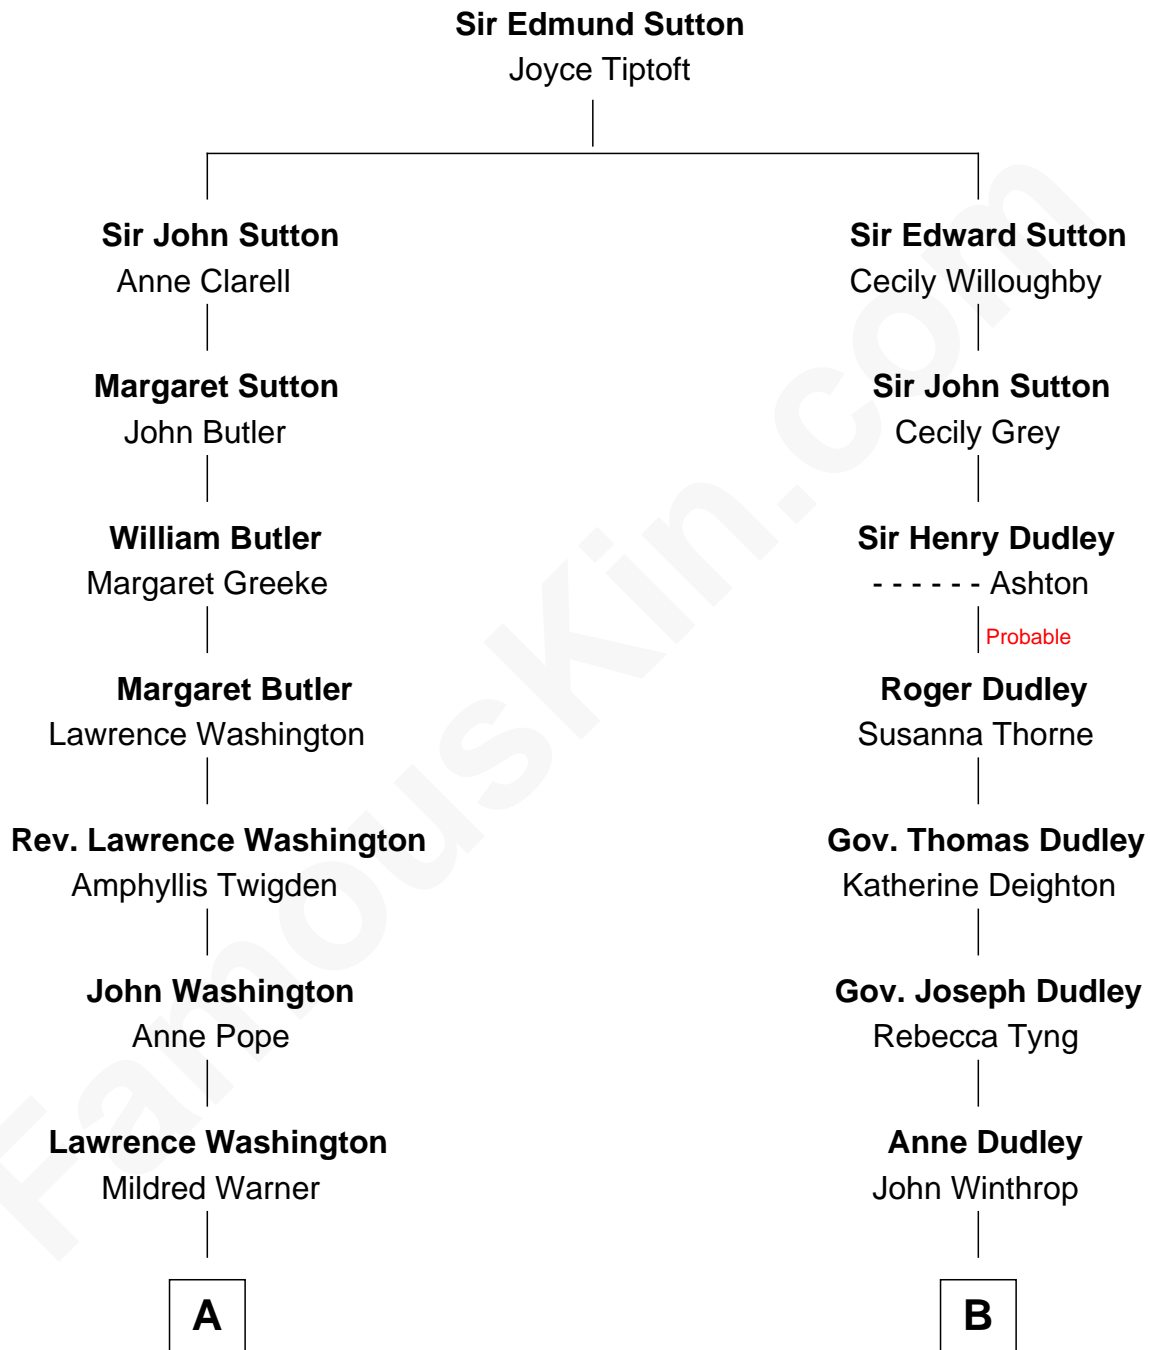 Sir Edmund Sutton
Joyce Tiptoft
Sir John Sutton
Anne Clarell
Sir Edward Sutton
Cecily Willoughby
Margaret Sutton
John Butler
Sir John Sutton
Cecily Grey
William Butler
Margaret Greeke
Sir Henry Dudley
- - - - - - Ashton
Probable
Margaret Butler
Lawrence Washington
Roger Dudley
Susanna Thorne
Rev. Lawrence Washington
Amphyllis Twigden
Gov. Thomas Dudley
Katherine Deighton
John Washington
Anne Pope
Gov. Joseph Dudley
Rebecca Tyng
Lawrence Washington
Mildred Warner
Anne Dudley
John Winthrop
A
B
FamousKin.com